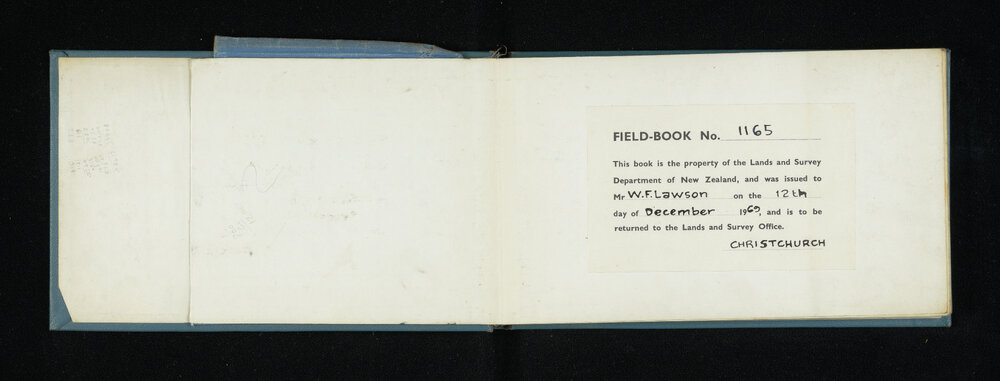 FIELD-BOOK No. 1165
This book is the property of the Lands and Survey
Department of New Zealand, and was issued to
Mr W.F. Lawson on the 12th
day of December 1969, and is to be
returned to the Lands and Survey Office.
CHRISTCHURCH